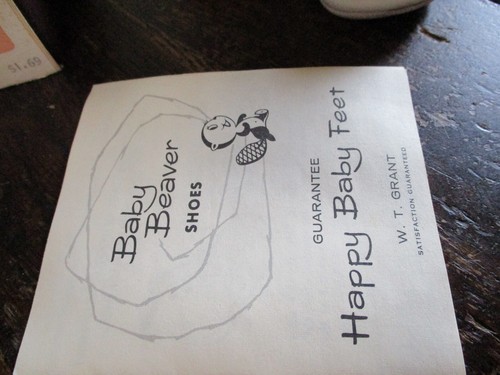 $1.69
Baby
Beaver
SHOES
GUARANTEE
Happy Baby Feet
W. T. GRANT
SATISFACTION GUARANTEED